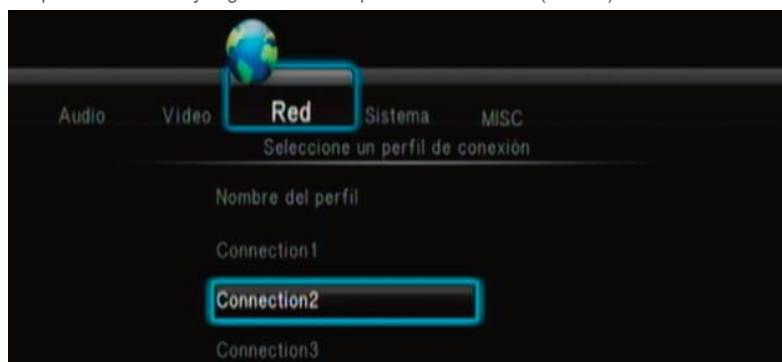 Audio Video Red Sistema MISC
Seleccione un perfil de conexión
Nombre del perfil
Connection1
Connection2
Connection3